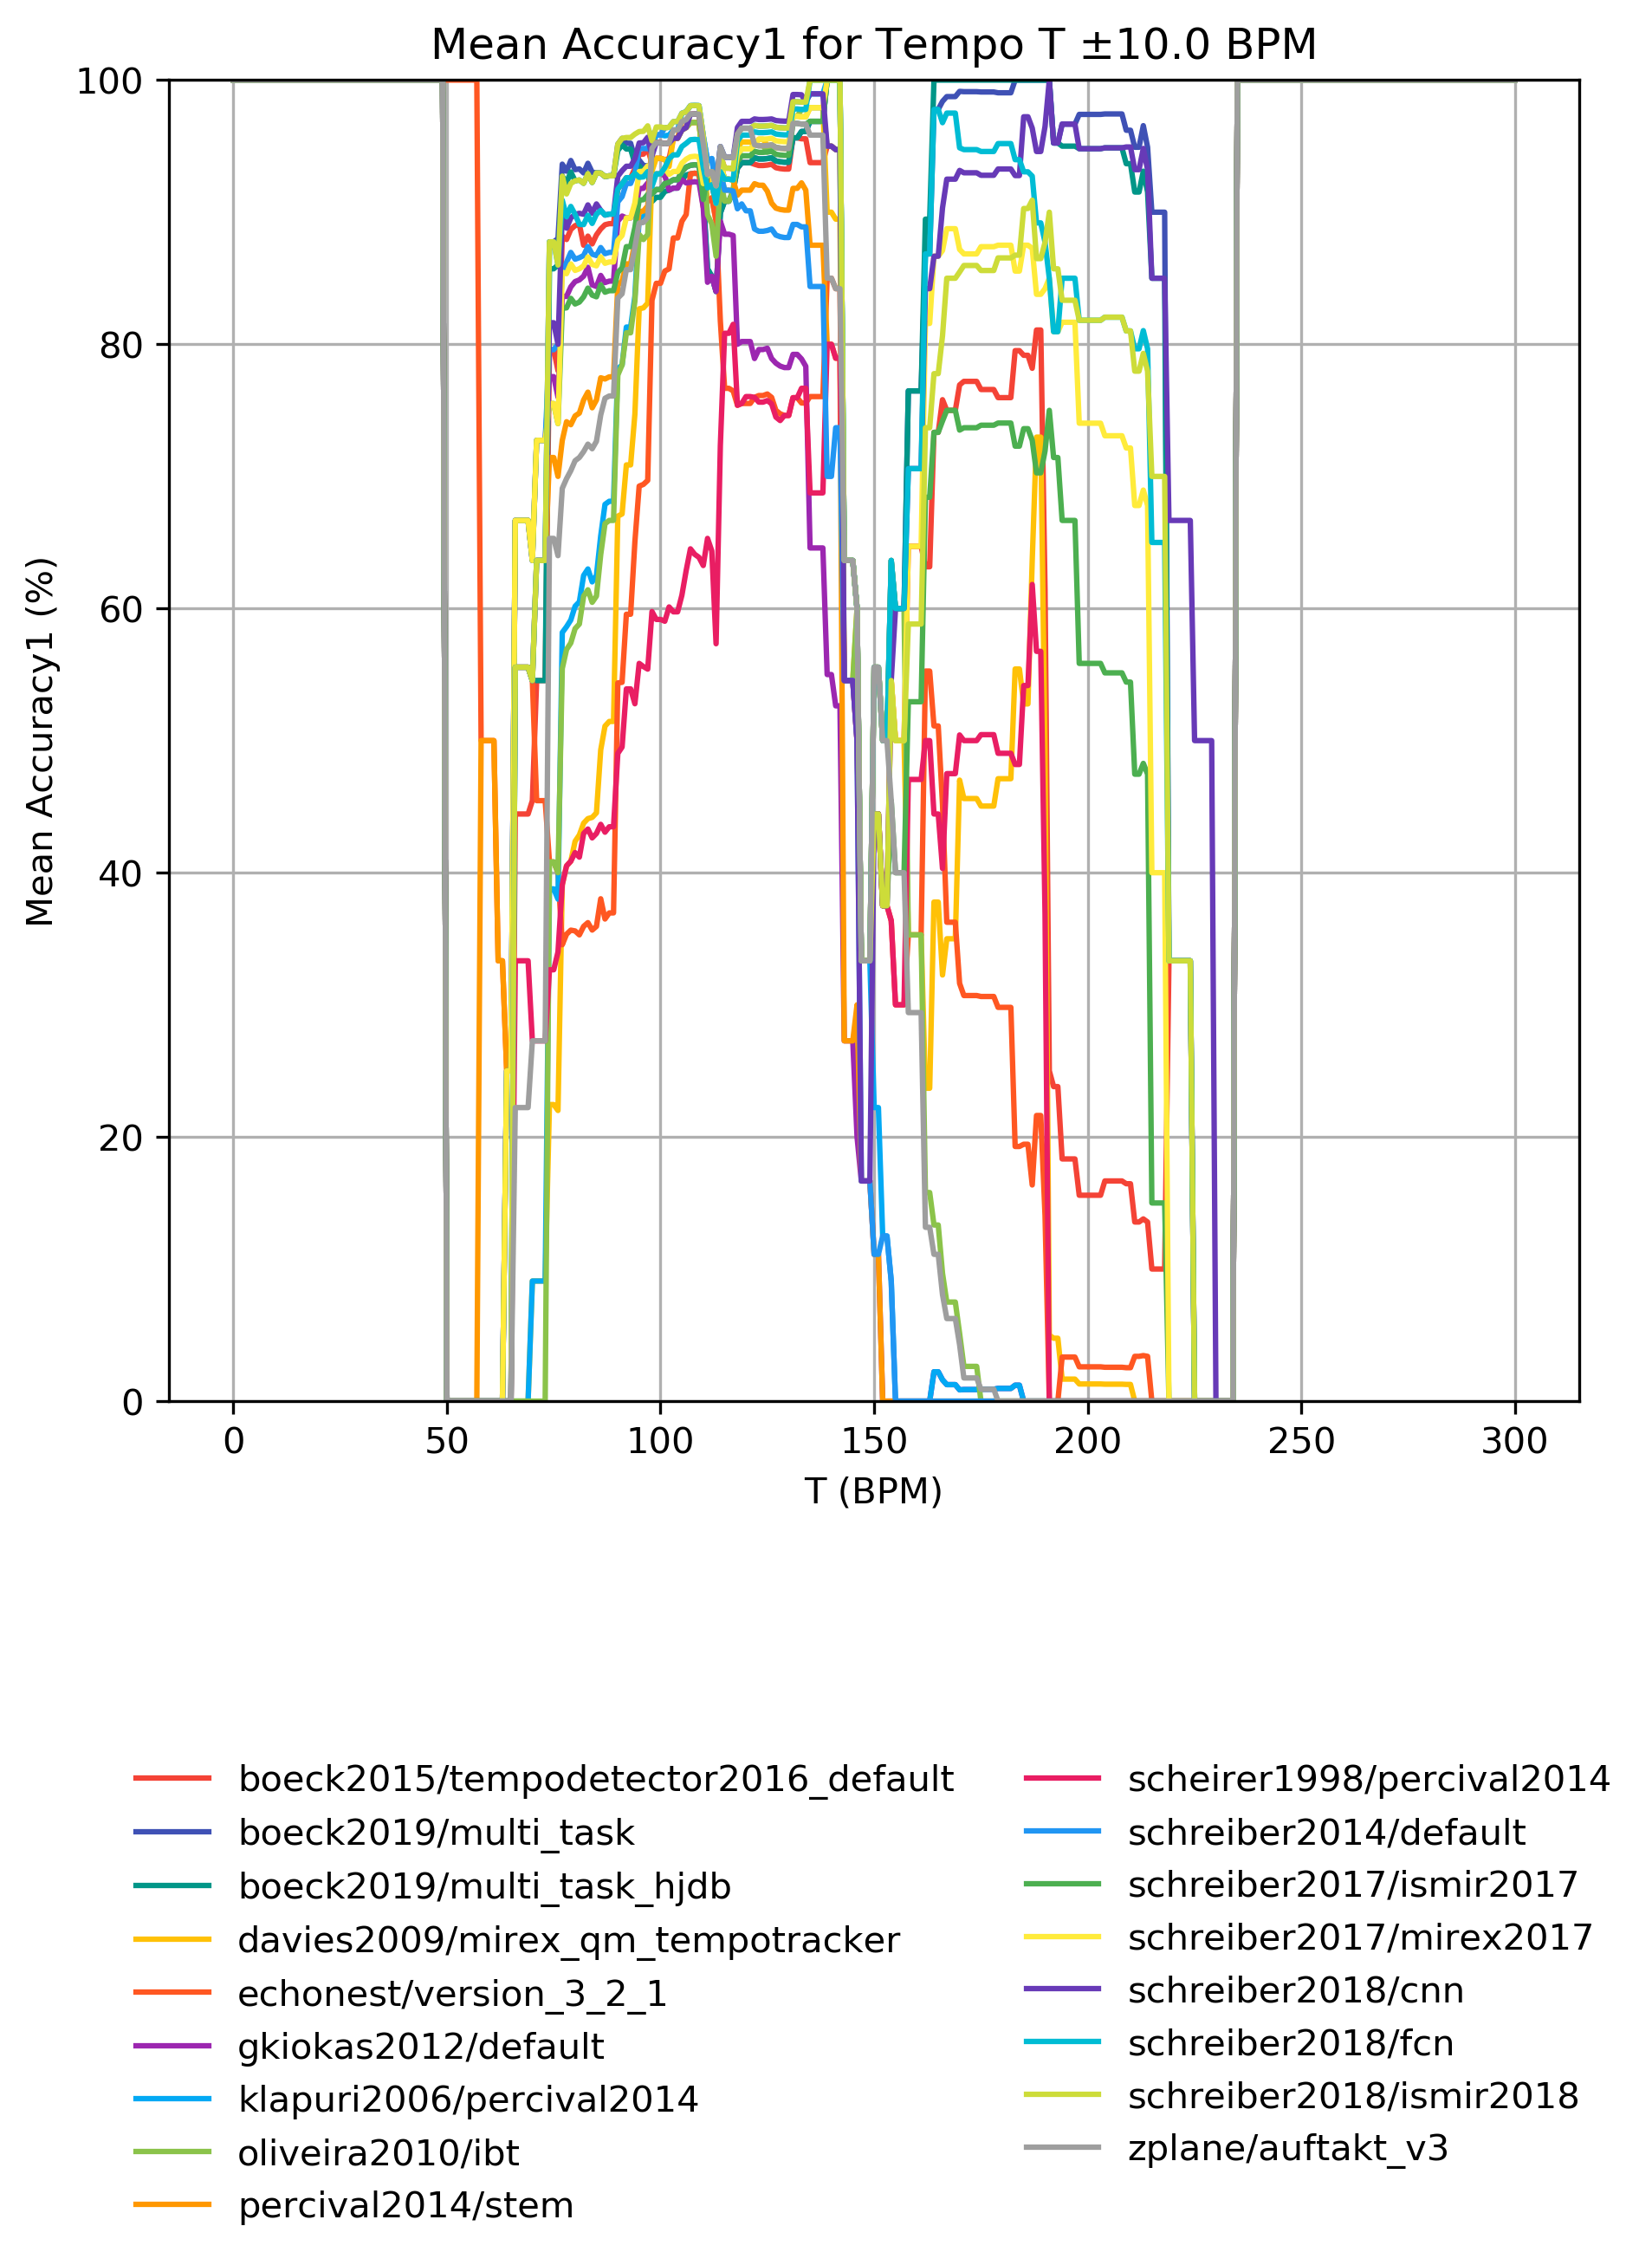 Mean Accuracy1 for Tempo T ±10.0 BPM
100
80
60
40
20
0
Mean Accuracy1 (%)
0 50 100 150 200 250 300
T (BPM)
boeck2015/tempodetector2016_default
boeck2019/multi_task
boeck2019/multi_task_hjdb
davies2009/mirex_qm_tempotracker
echonest/version_3_2_1
gkiokas2012/default
klapuri2006/percival2014
oliveira2010/ibt
percival2014/stem
scheirer1998/percival2014
schreiber2014/default
schreiber2017/ismir2017
schreiber2017/mirex2017
schreiber2018/cnn
schreiber2018/fcn
schreiber2018/ismir2018
zplane/auftakt_v3